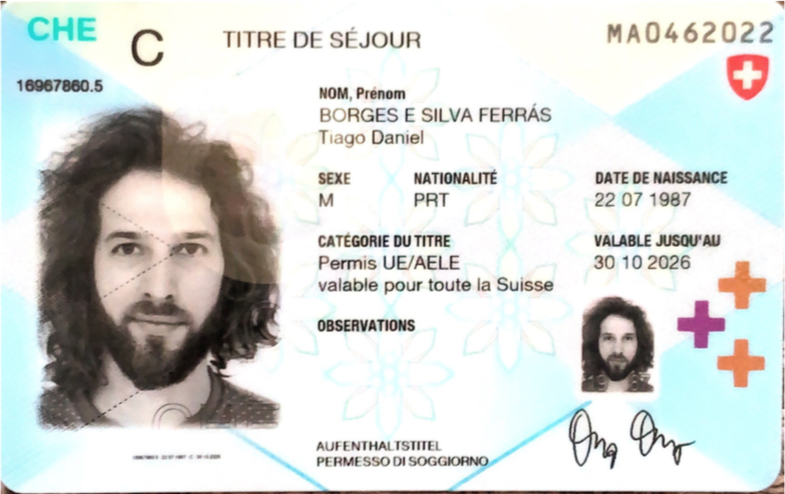 CHE
C
TITRE DE SÉJOUR
MA0462022
16967860.5
NOM, Prénom
BORGES E SILVA FERRÁS
Tiago Daniel
SEXE NATIONALITÉ DATE DE NAISSANCE
M PRT 22 07 1987
CATÉGORIE DU TITRE VALABLE JUSQU'AU
Permis UE/AELE 30 10 2026
valable pour toute la Suisse
OBSERVATIONS
AUFENTHALTSTITEL
PERMESSO DI SOGGIORNO